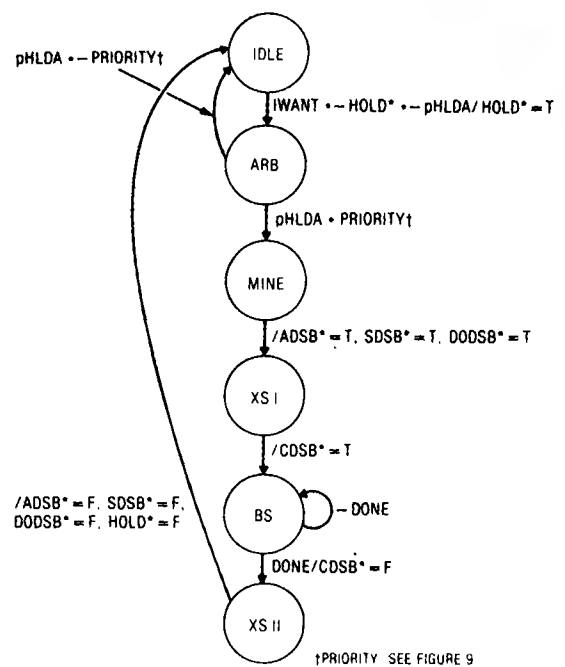 IDLE
pHLDA • ~ PRIORITY†
IWANT • ~ HOLD* • ~ pHLDA/ HOLD* = T
ARB
pHLDA • PRIORITY†
MINE
/ADSB* = T, SDSB* = T, DODSB* = T
XS I
/CDSB* = T
/ADSB* = F, SDSB* = F,
DODSB* = F, HOLD* = F
BS
~ DONE
DONE/CDSB* = F
XS II
†PRIORITY SEE FIGURE 9